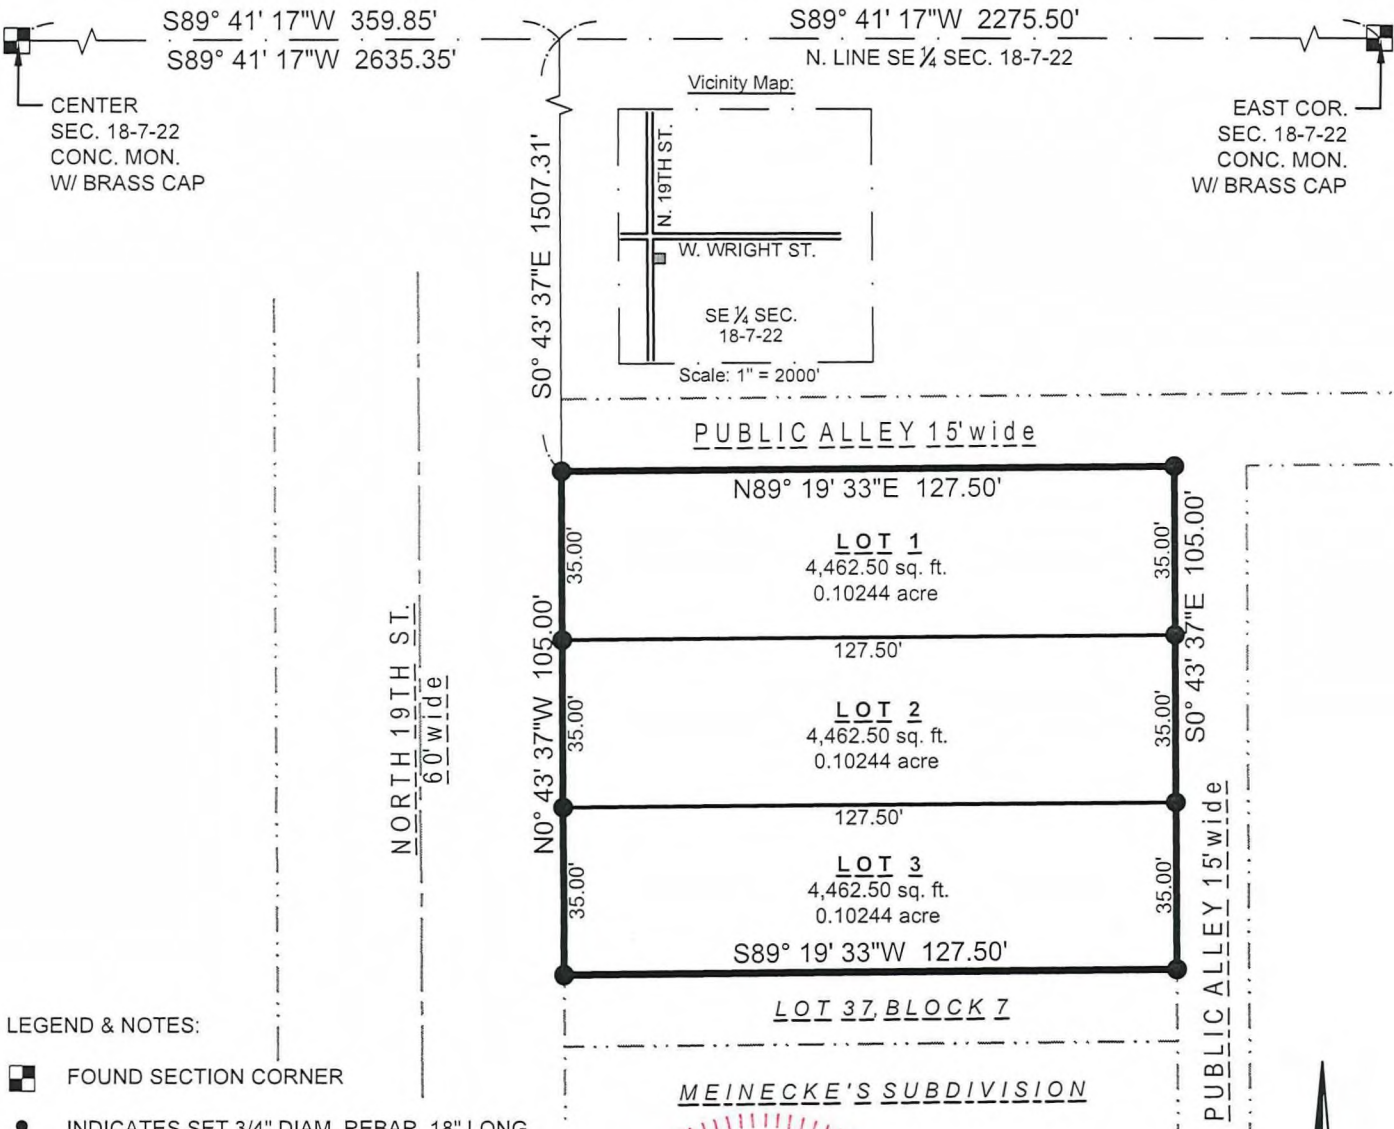 S89° 41' 17"W 359.85'
S89° 41' 17"W 2635.35'
S89° 41' 17"W 2275.50'
N. LINE SE 1/4 SEC. 18-7-22
CENTER
SEC. 18-7-22
CONC. MON.
W/ BRASS CAP
EAST COR.
SEC. 18-7-22
CONC. MON.
W/ BRASS CAP
Vicinity Map:
N. 19TH ST.
W. WRIGHT ST.
SE 1/4 SEC.
18-7-22
Scale: 1" = 2000'
S0° 43' 37"E 1507.31'
PUBLIC ALLEY 15' wide
N89° 19' 33"E 127.50'
LOT 1
4,462.50 sq. ft.
0.10244 acre
35.00'
35.00'
127.50'
LOT 2
4,462.50 sq. ft.
0.10244 acre
35.00'
35.00'
127.50'
LOT 3
4,462.50 sq. ft.
0.10244 acre
35.00'
35.00'
S89° 19' 33"W 127.50'
N0° 43' 37"W 105.00'
S0° 43' 37"E 105.00'
NORTH 19TH ST.
60' wide
PUBLIC ALLEY 15' wide
LOT 37, BLOCK 7
MEINECKE'S SUBDIVISION
LEGEND & NOTES:
FOUND SECTION CORNER
INDICATES SET 3/4" DIAM. REBAR, 18" LONG